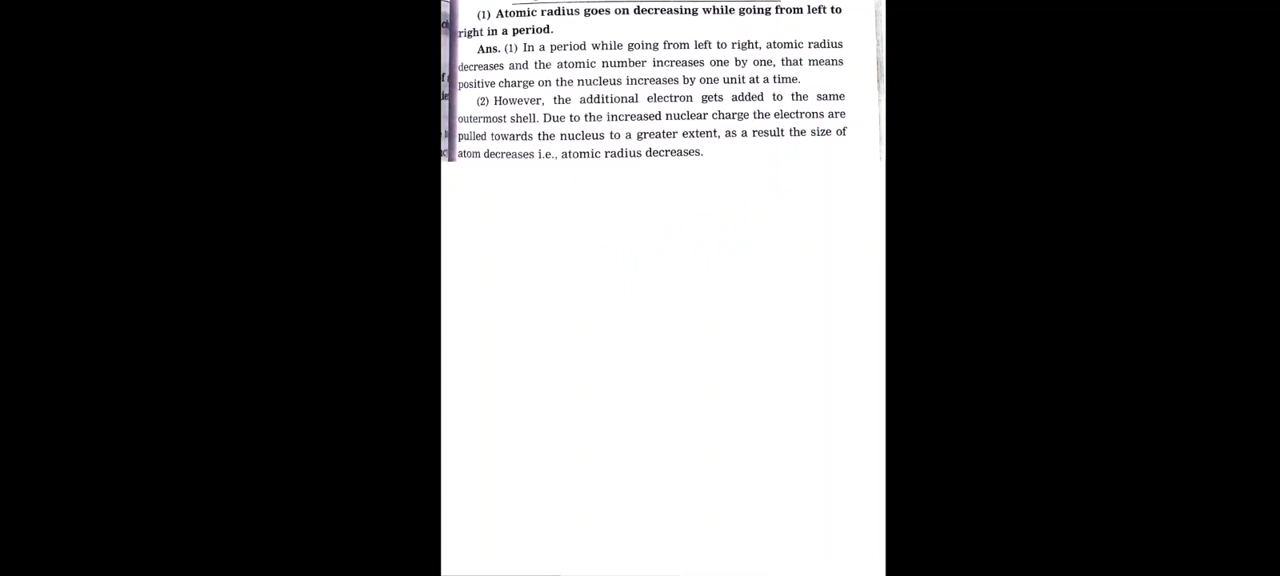 (1) Atomic radius goes on decreasing while going from left to
right in a period.
Ans. (1) In a period while going from left to right, atomic radius
decreases and the atomic number increases one by one, that means
positive charge on the nucleus increases by one unit at a time.
(2) However, the additional electron gets added to the same
outermost shell. Due to the increased nuclear charge the electrons are
pulled towards the nucleus to a greater extent, as a result the size of
atom decreases i.e., atomic radius decreases.